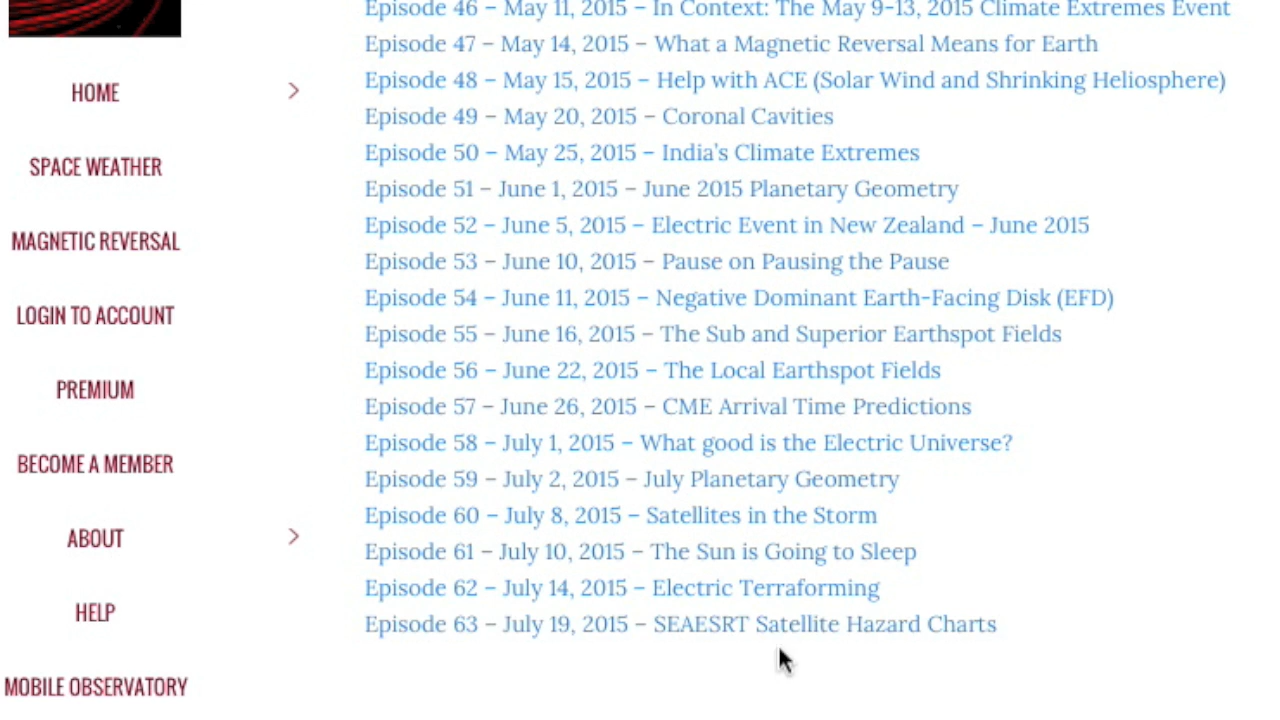 HOME
SPACE WEATHER
MAGNETIC REVERSAL
LOGIN TO ACCOUNT
PREMIUM
BECOME A MEMBER
ABOUT
HELP
MOBILE OBSERVATORY
Episode 46 – May 11, 2015 – In Context: The May 9-13, 2015 Climate Extremes Event
Episode 47 – May 14, 2015 – What a Magnetic Reversal Means for Earth
Episode 48 – May 15, 2015 – Help with ACE (Solar Wind and Shrinking Heliosphere)
Episode 49 – May 20, 2015 – Coronal Cavities
Episode 50 – May 25, 2015 – India’s Climate Extremes
Episode 51 – June 1, 2015 – June 2015 Planetary Geometry
Episode 52 – June 5, 2015 – Electric Event in New Zealand – June 2015
Episode 53 – June 10, 2015 – Pause on Pausing the Pause
Episode 54 – June 11, 2015 – Negative Dominant Earth-Facing Disk (EFD)
Episode 55 – June 16, 2015 – The Sub and Superior Earthspot Fields
Episode 56 – June 22, 2015 – The Local Earthspot Fields
Episode 57 – June 26, 2015 – CME Arrival Time Predictions
Episode 58 – July 1, 2015 – What good is the Electric Universe?
Episode 59 – July 2, 2015 – July Planetary Geometry
Episode 60 – July 8, 2015 – Satellites in the Storm
Episode 61 – July 10, 2015 – The Sun is Going to Sleep
Episode 62 – July 14, 2015 – Electric Terraforming
Episode 63 – July 19, 2015 – SEAESRT Satellite Hazard Charts